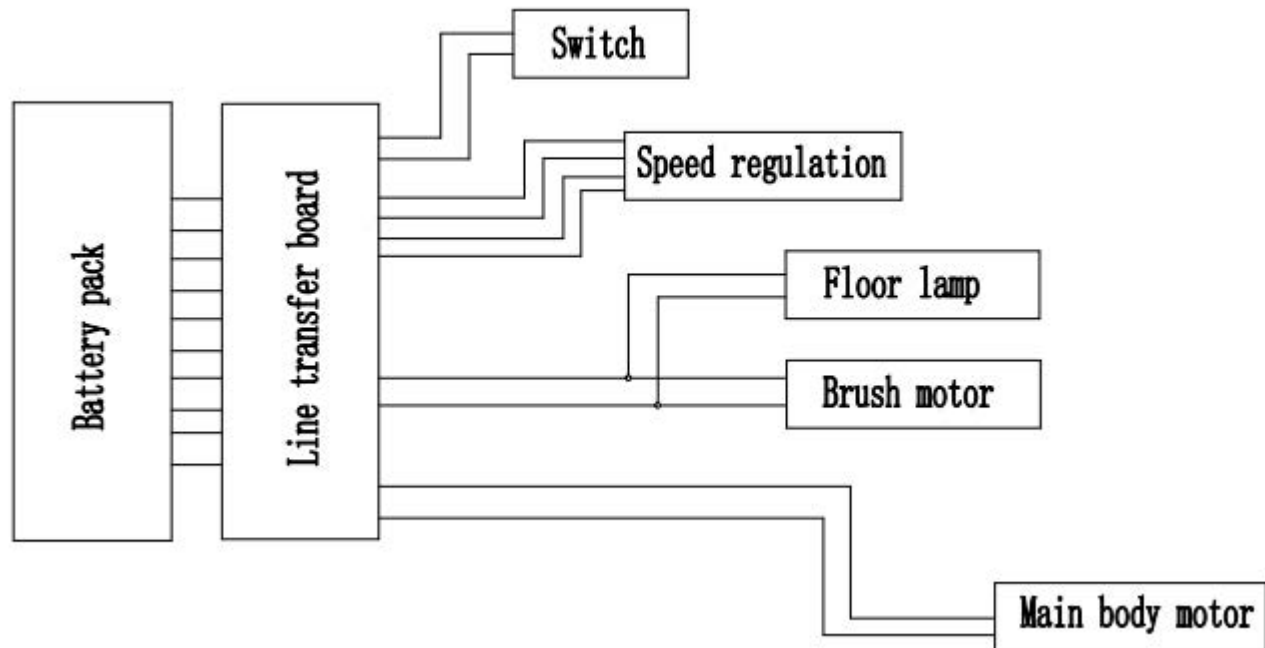 Switch
Speed regulation
Battery pack
Line transfer board
Floor lamp
Brush motor
Main body motor